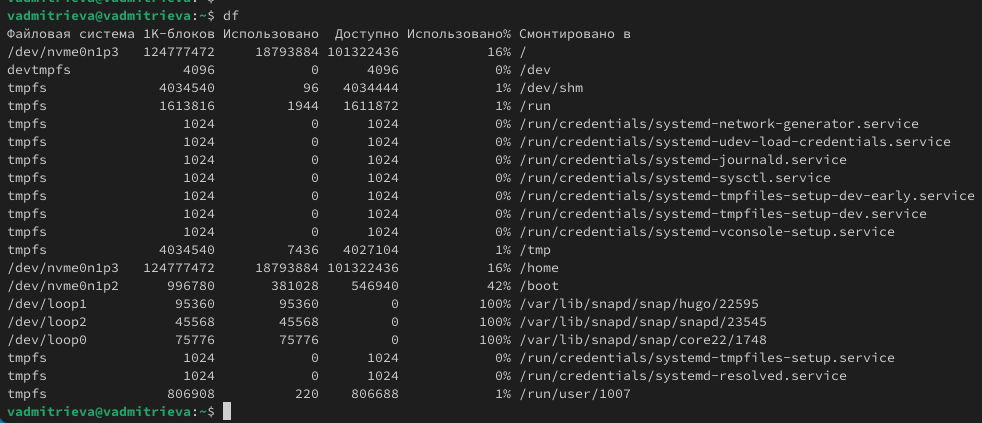 vadmitrieva@vadmitrieva:~$ df
Файловая система 1K-блоков Использовано  Доступно Использовано% Смонтировано в
/dev/nvme0n1p3   124777472     18793884 101322436           16% /
devtmpfs              4096            0      4096            0% /dev
tmpfs              4034540           96   4034444            1% /dev/shm
tmpfs              1613816         1944   1611872            1% /run
tmpfs                 1024            0      1024            0% /run/credentials/systemd-network-generator.service
tmpfs                 1024            0      1024            0% /run/credentials/systemd-udev-load-credentials.service
tmpfs                 1024            0      1024            0% /run/credentials/systemd-journald.service
tmpfs                 1024            0      1024            0% /run/credentials/systemd-sysctl.service
tmpfs                 1024            0      1024            0% /run/credentials/systemd-tmpfiles-setup-dev-early.service
tmpfs                 1024            0      1024            0% /run/credentials/systemd-tmpfiles-setup-dev.service
tmpfs                 1024            0      1024            0% /run/credentials/systemd-vconsole-setup.service
tmpfs              4034540         7436   4027104            1% /tmp
/dev/nvme0n1p3   124777472     18793884 101322436           16% /home
/dev/nvme0n1p2      996780       381028    546940           42% /boot
/dev/loop1           95360        95360         0          100% /var/lib/snapd/snap/hugo/22595
/dev/loop2           45568        45568         0          100% /var/lib/snapd/snap/snapd/23545
/dev/loop0           75776        75776         0          100% /var/lib/snapd/snap/core22/1748
tmpfs                 1024            0      1024            0% /run/credentials/systemd-tmpfiles-setup.service
tmpfs                 1024            0      1024            0% /run/credentials/systemd-resolved.service
tmpfs               806908          220    806688            1% /run/user/1007
vadmitrieva@vadmitrieva:~$